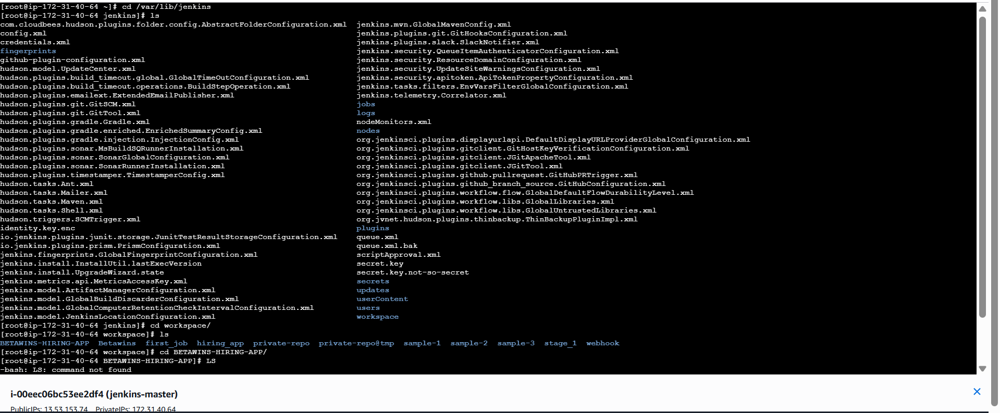 [root@ip-172-31-40-64 ~]# cd /var/lib/jenkins
[root@ip-172-31-40-64 jenkins]# ls
com.cloudbees.hudson.plugins.folder.config.AbstractFolderConfiguration.xml jenkins.mvn.GlobalMavenConfig.xml
config.xml jenkins.plugins.git.GitHooksConfiguration.xml
credentials.xml jenkins.plugins.slack.SlackNotifier.xml
fingerprints jenkins.security.QueueItemAuthenticatorConfiguration.xml
github-plugin-configuration.xml jenkins.security.ResourceDomainConfiguration.xml
hudson.model.UpdateCenter.xml jenkins.security.UpdateSiteWarningsConfiguration.xml
hudson.plugins.build_timeout.global.GlobalTimeOutConfiguration.xml jenkins.security.apitoken.ApiTokenPropertyConfiguration.xml
hudson.plugins.build_timeout.operations.BuildStepOperation.xml jenkins.tasks.filters.EnvVarsFilterGlobalConfiguration.xml
hudson.plugins.emailext.ExtendedEmailPublisher.xml jenkins.telemetry.Correlator.xml
hudson.plugins.git.GitSCM.xml jobs
hudson.plugins.git.GitTool.xml logs
hudson.plugins.gradle.Gradle.xml nodeMonitors.xml
hudson.plugins.gradle.enriched.EnrichedSummaryConfig.xml nodes
hudson.plugins.gradle.injection.InjectionConfig.xml org.jenkinsci.plugins.displayurlapi.DefaultDisplayURLProviderGlobalConfiguration.xml
hudson.plugins.sonar.MsBuildSQRunnerInstallation.xml org.jenkinsci.plugins.gitclient.GitHostKeyVerificationConfiguration.xml
hudson.plugins.sonar.SonarGlobalConfiguration.xml org.jenkinsci.plugins.gitclient.JGitApacheTool.xml
hudson.plugins.sonar.SonarRunnerInstallation.xml org.jenkinsci.plugins.gitclient.JGitTool.xml
hudson.plugins.timestamper.TimestamperConfig.xml org.jenkinsci.plugins.github.pullrequest.GitHubPRTrigger.xml
hudson.tasks.Ant.xml org.jenkinsci.plugins.github_branch_source.GitHubConfiguration.xml
hudson.tasks.Mailer.xml org.jenkinsci.plugins.workflow.flow.GlobalDefaultFlowDurabilityLevel.xml
hudson.tasks.Maven.xml org.jenkinsci.plugins.workflow.libs.GlobalLibraries.xml
hudson.tasks.Shell.xml org.jenkinsci.plugins.workflow.libs.GlobalUntrustedLibraries.xml
hudson.triggers.SCMTrigger.xml org.jvnet.hudson.plugins.thinbackup.ThinBackupPluginImpl.xml
identity.key.enc plugins
io.jenkins.plugins.junit.storage.JunitTestResultStorageConfiguration.xml queue.xml
io.jenkins.plugins.prism.PrismConfiguration.xml queue.xml.bak
jenkins.fingerprints.GlobalFingerprintConfiguration.xml scriptApproval.xml
jenkins.install.InstallUtil.lastExecVersion secret.key
jenkins.install.UpgradeWizard.state secret.key.not-so-secret
jenkins.metrics.api.MetricsAccessKey.xml secrets
jenkins.model.ArtifactManagerConfiguration.xml updates
jenkins.model.GlobalBuildDiscarderConfiguration.xml userContent
jenkins.model.GlobalComputerRetentionCheckIntervalConfiguration.xml users
jenkins.model.JenkinsLocationConfiguration.xml workspace
[root@ip-172-31-40-64 jenkins]# cd workspace/
[root@ip-172-31-40-64 workspace]# ls
BETAWINS-HIRING-APP Betawins first_job hiring_app private-repo private-repo@tmp sample-1 sample-2 sample-3 stage_1 webhook
[root@ip-172-31-40-64 workspace]# cd BETAWINS-HIRING-APP/
[root@ip-172-31-40-64 BETAWINS-HIRING-APP]# LS
-bash: LS: command not found
i-00eec06bc53ee2df4 (jenkins-master)
PublicIPs: 13.53.153.74 PrivateIPs: 172.31.40.64